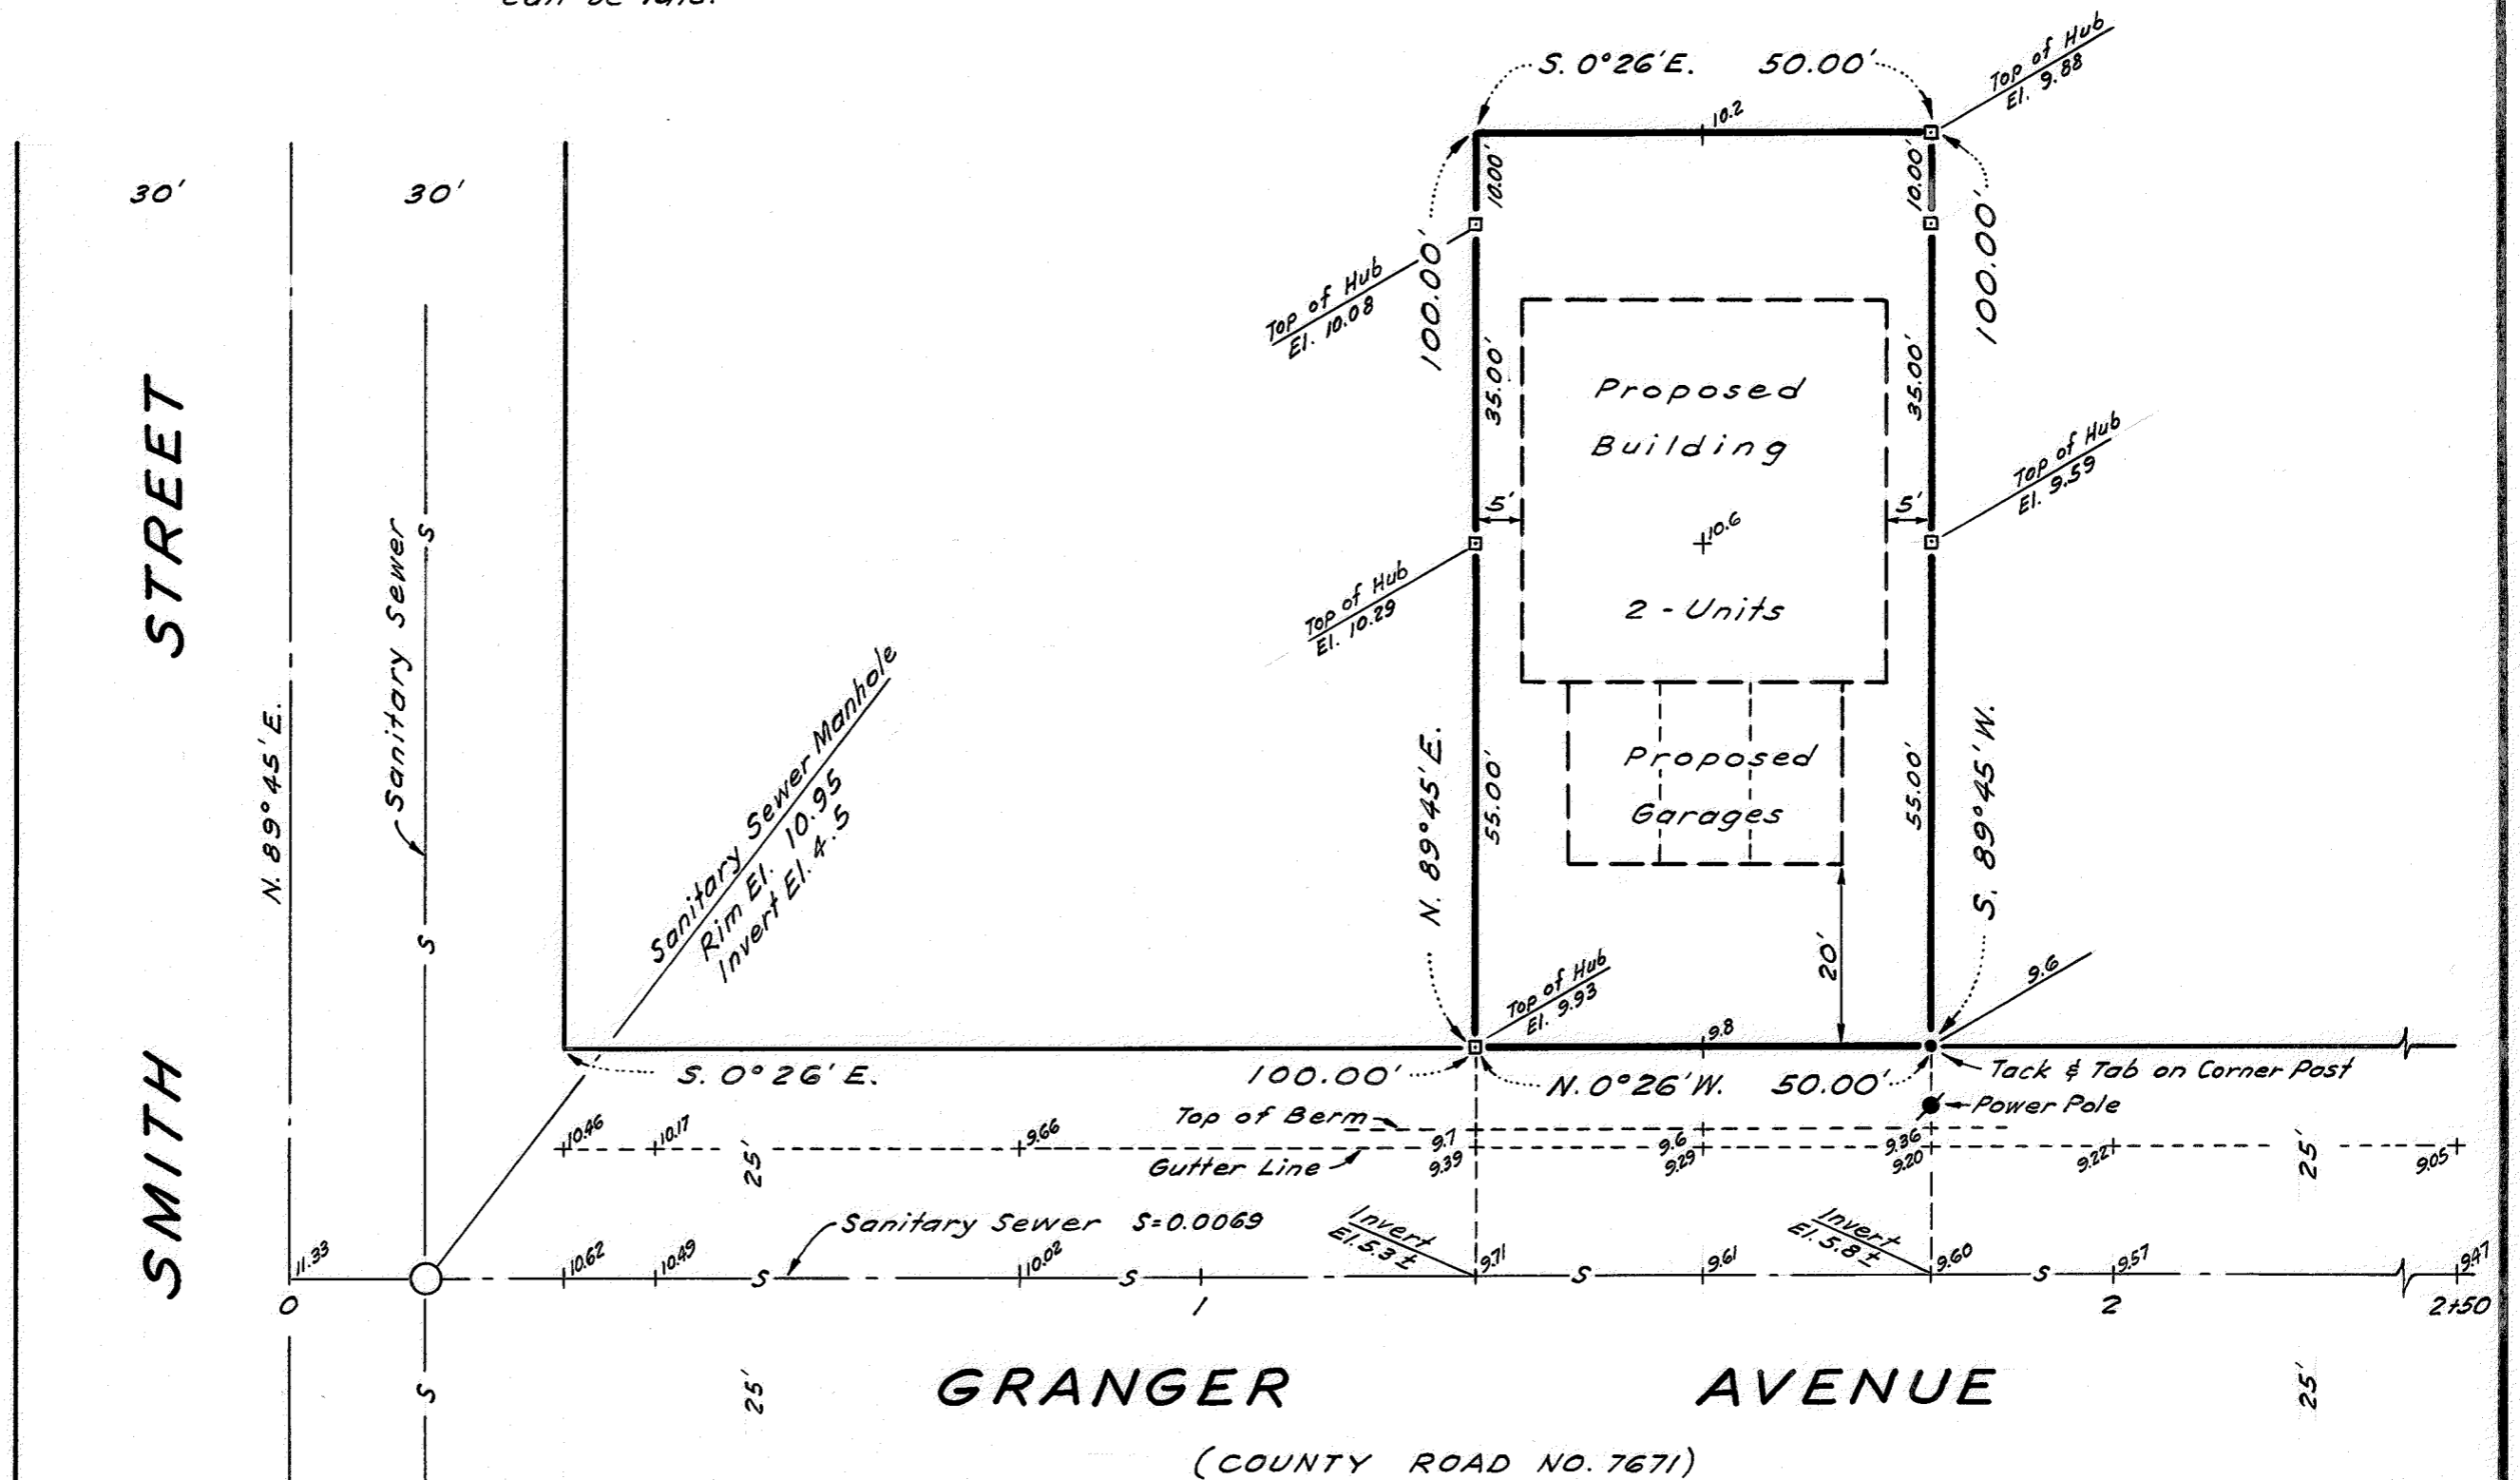 can be laid.
S. 0°26'E. 50.00'
Top of Hub
El. 9.88
10.2
30'
30'
10.00'
10.00'
100.00'
100.00'
Top of Hub
El. 10.08
35.00'
35.00'
Proposed
Building
2 - Units
10.6
5'
5'
Top of Hub
El. 9.59
Top of Hub
El. 10.29
SMITH STREET
N. 89°45'E.
Sanitary Sewer
S
S
Sanitary Sewer Manhole
Rim El. 10.95
Invert El. 4.5
N. 89°45'E.
55.00'
Proposed
Garages
55.00'
S. 89°45'W.
20'
Top of Hub
El. 9.93
9.8
9.6
S. 0°26'E. 100.00'
N. 0°26'W. 50.00'
Tack & Tab on Corner Post
Power Pole
Top of Berm
9.7
9.6
9.36
10.46
10.17
25'
9.66
Gutter Line
9.39
9.29
9.20
9.22
25'
9.05
Sanitary Sewer S=0.0069
Invert
El. 5.3 ±
Invert
El. 5.8 ±
11.33
10.62
10.49
S
10.02
S
9.71
S
9.61
9.60
S
9.57
9.47
0
1
2
2+50
S
25'
GRANGER AVENUE
25'
(COUNTY ROAD NO. 7671)